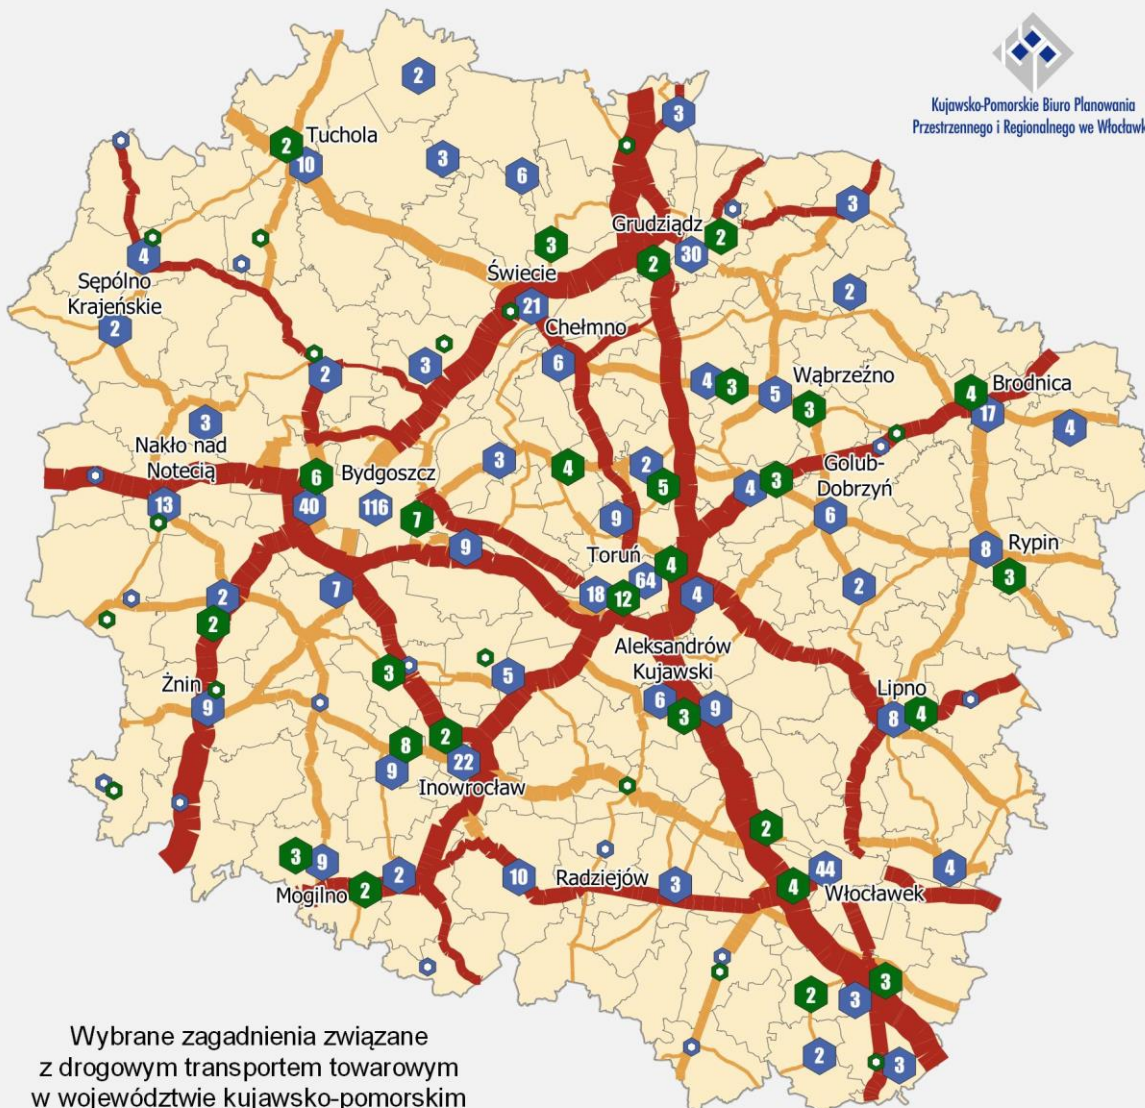 Kujawsko-Pomorskie Biuro Planowania
Przestrzennego i Regionalnego we Włocławk
2
3
2
Tuchola
10
3
6
3
Grudziądz
2
30
3
2
4
Sępólno
Krajeńskie
2
Świecie
21
Chełmno
6
2
3
2
4
3
5
Wąbrzeźno
3
4
Brodnica
17
4
3
Nakło nad
Notecią
13
6
40
Bydgoszcz
116
7
3
4
2
5
9
4
3
Golub-
Dobrzyń
6
8
Rypin
3
9
Toruń
4
64
18
12
4
2
7
2
2
Aleksandrów
Kujawski
6
3
9
Żnin
9
3
5
Lipno
8
4
8
9
2
22
Inowrocław
2
3
9
Mogilno
2
2
10
Radziejów
3
44
4
Włocławek
4
2
3
3
2
3
Wybrane zagadnienia związane
z drogowym transportem towarowym
w województwie kujawsko-pomorskim